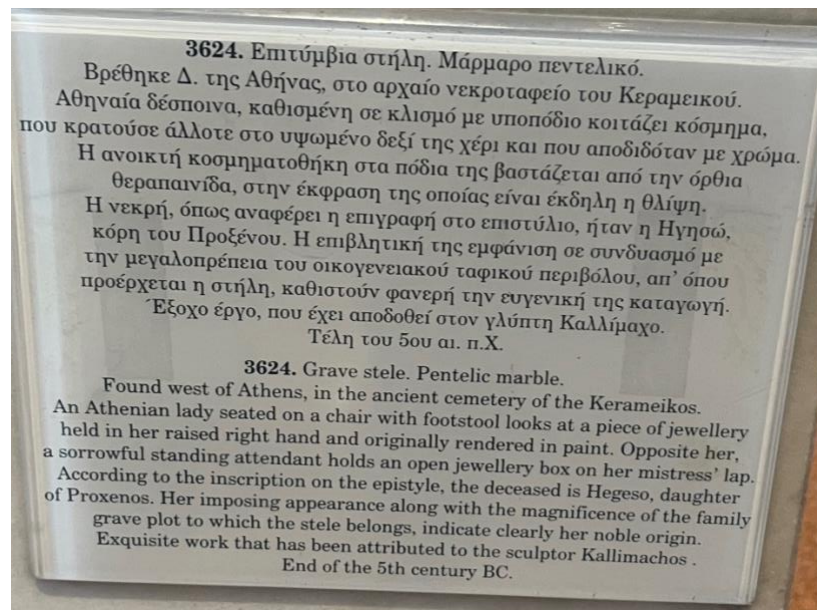 3624. Επιτύμβια στήλη. Μάρμαρο πεντελικό.
Βρέθηκε Δ. της Αθήνας, στο αρχαίο νεκροταφείο του Κεραμεικού.
Αθηναία δέσποινα, καθισμένη σε κλισμό με υποπόδιο κοιτάζει κόσμημα,
που κρατούσε άλλοτε στο υψωμένο δεξί της χέρι και που αποδιδόταν με χρώμα.
Η ανοικτή κοσμηματοθήκη στα πόδια της βαστάζεται από την όρθια
θεραπαινίδα, στην έκφραση της οποίας είναι έκδηλη η θλίψη.
Η νεκρή, όπως αναφέρει η επιγραφή στο επιστύλιο, ήταν η Ηγησώ,
κόρη του Προξένου. Η επιβλητική της εμφάνιση σε συνδυασμό με
την μεγαλοπρέπεια του οικογενειακού ταφικού περιβόλου, απ' όπου
προέρχεται η στήλη, καθιστούν φανερή την ευγενική της καταγωγή.
Έξοχο έργο, που έχει αποδοθεί στον γλύπτη Καλλίμαχο.
Τέλη του 5ου αι. π.Χ.
3624. Grave stele. Pentelic marble.
Found west of Athens, in the ancient cemetery of the Kerameikos.
An Athenian lady seated on a chair with footstool looks at a piece of jewellery
held in her raised right hand and originally rendered in paint. Opposite her,
a sorrowful standing attendant holds an open jewellery box on her mistress' lap.
According to the inscription on the epistyle, the deceased is Hegeso, daughter
of Proxenos. Her imposing appearance along with the magnificence of the family
grave plot to which the stele belongs, indicate clearly her noble origin.
Exquisite work that has been attributed to the sculptor Kallimachos .
End of the 5th century BC.